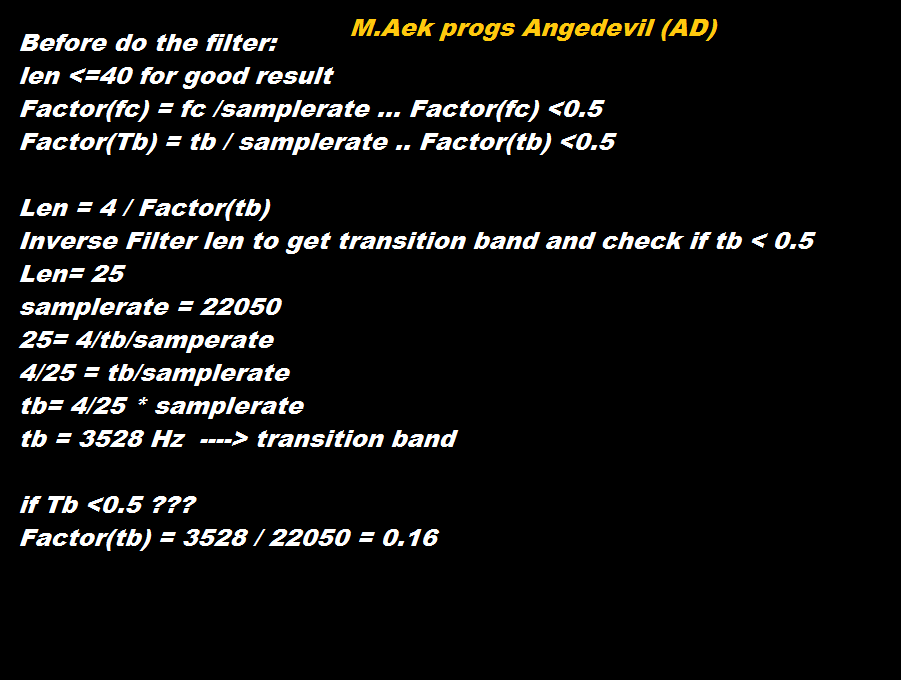 M.Aek progs Angedevil (AD)
Before do the filter:
len <=40 for good result
Factor(fc) = fc /samplerate ... Factor(fc) <0.5
Factor(Tb) = tb / samplerate .. Factor(tb) <0.5
Len = 4 / Factor(tb)
Inverse Filter len to get transition band and check if tb < 0.5
Len= 25
samplerate = 22050
25= 4/tb/samperate
4/25 = tb/samplerate
tb= 4/25 * samplerate
tb = 3528 Hz  ----> transition band
if Tb <0.5 ???
Factor(tb) = 3528 / 22050 = 0.16